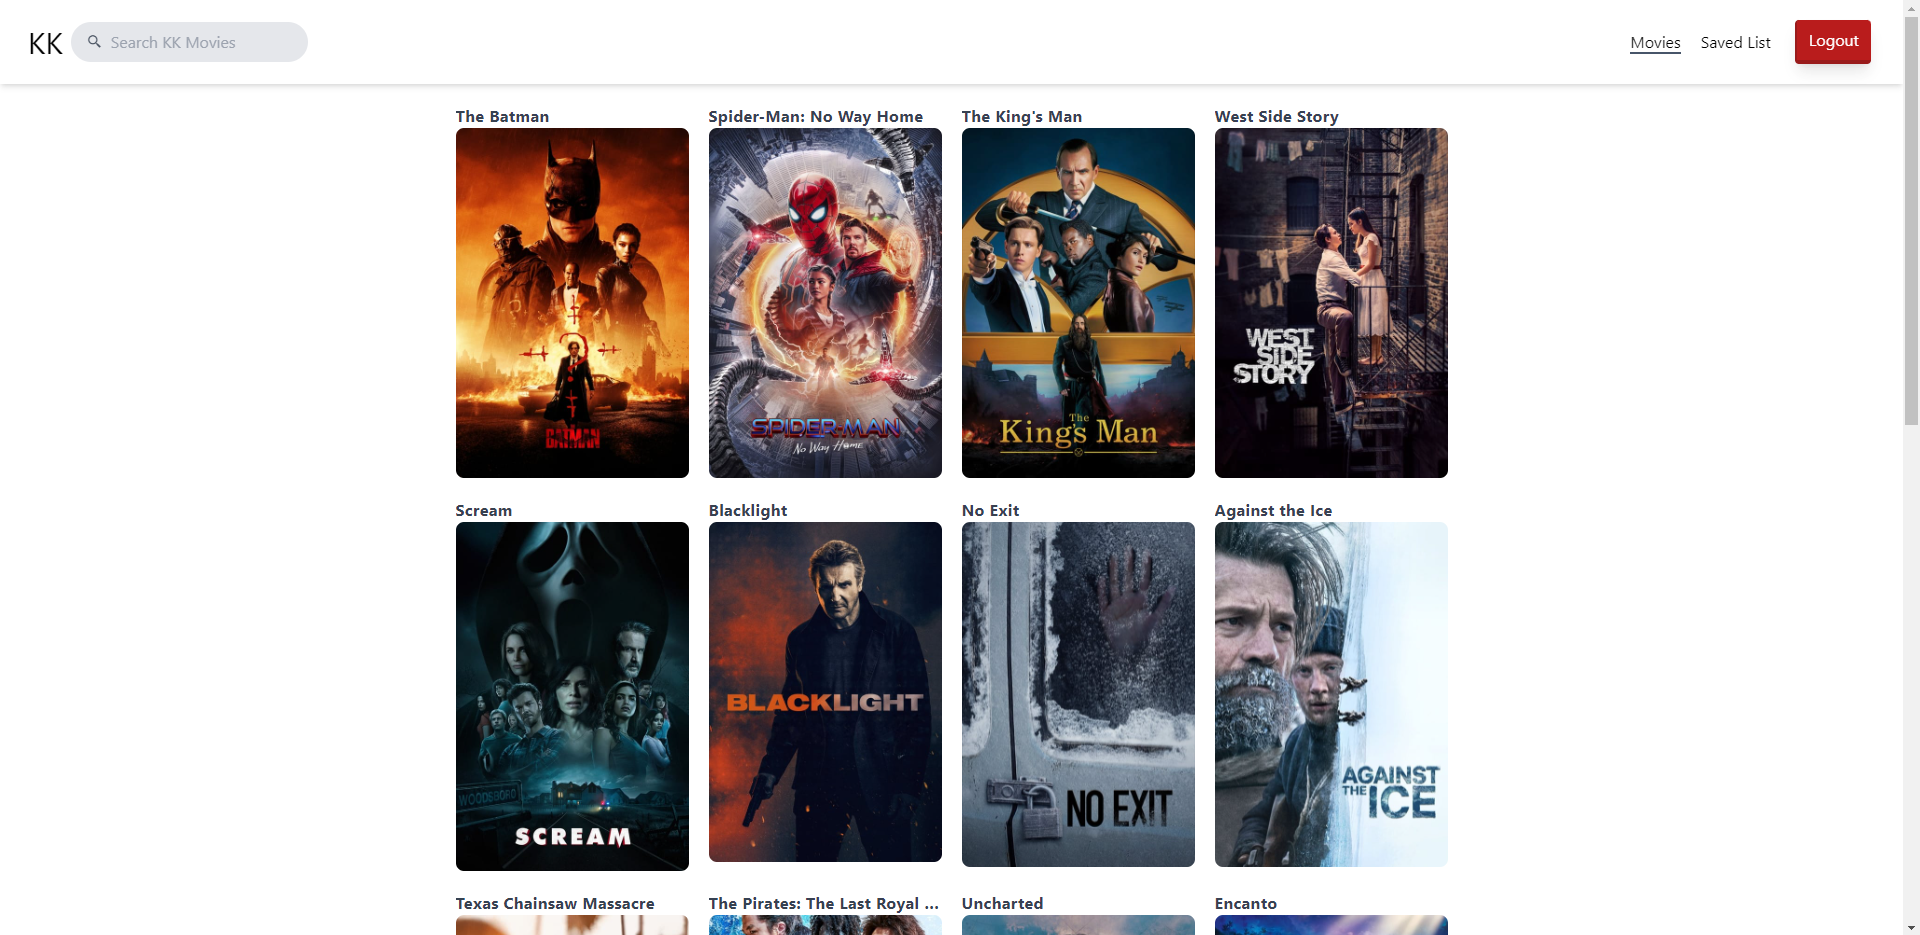 KK
Search KK Movies
Movies
Saved List
Logout
The Batman
Spider-Man: No Way Home
The King's Man
West Side Story
BATMAN
SPIDER-MAN
No Way Home
The
King's Man
WEST
SIDE
STORY
Scream
Blacklight
No Exit
Against the Ice
WOODSBORO
SCREAM
BLACKLIGHT
NO EXIT
AGAINST
THE ICE
Texas Chainsaw Massacre
The Pirates: The Last Royal ...
Uncharted
Encanto